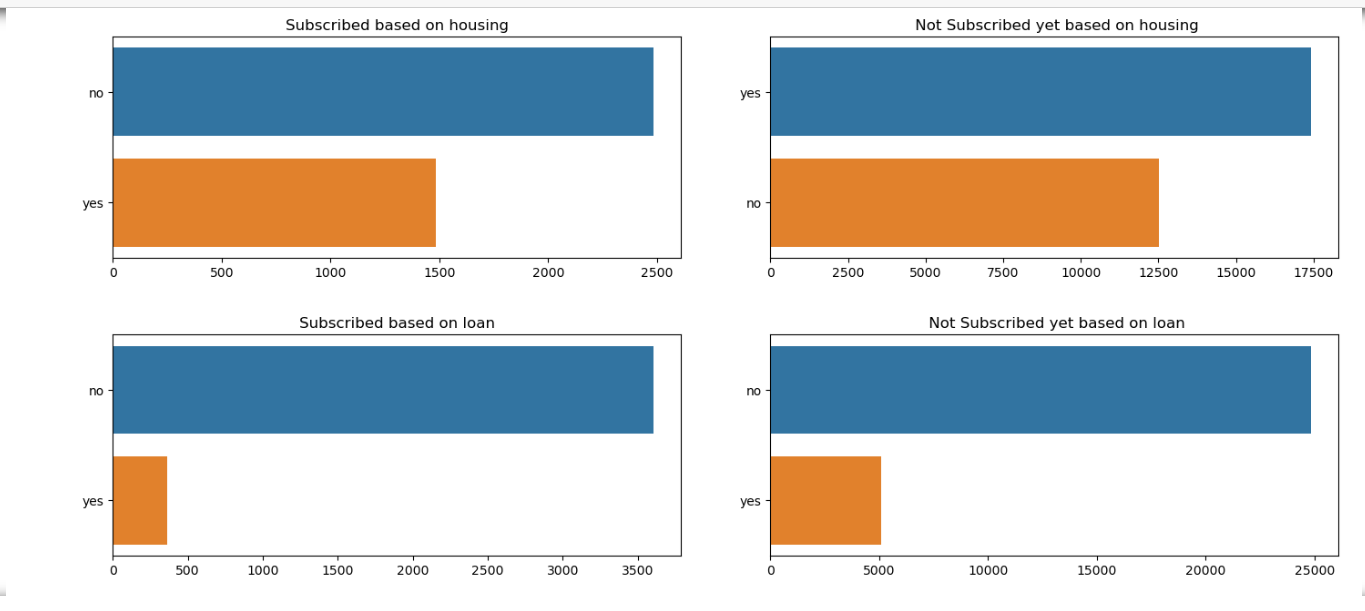 Subscribed based on housing
no
yes
0 500 1000 1500 2000 2500
Not Subscribed yet based on housing
yes
no
0 2500 5000 7500 10000 12500 15000 17500
Subscribed based on loan
no
yes
0 500 1000 1500 2000 2500 3000 3500
Not Subscribed yet based on loan
no
yes
0 5000 10000 15000 20000 25000